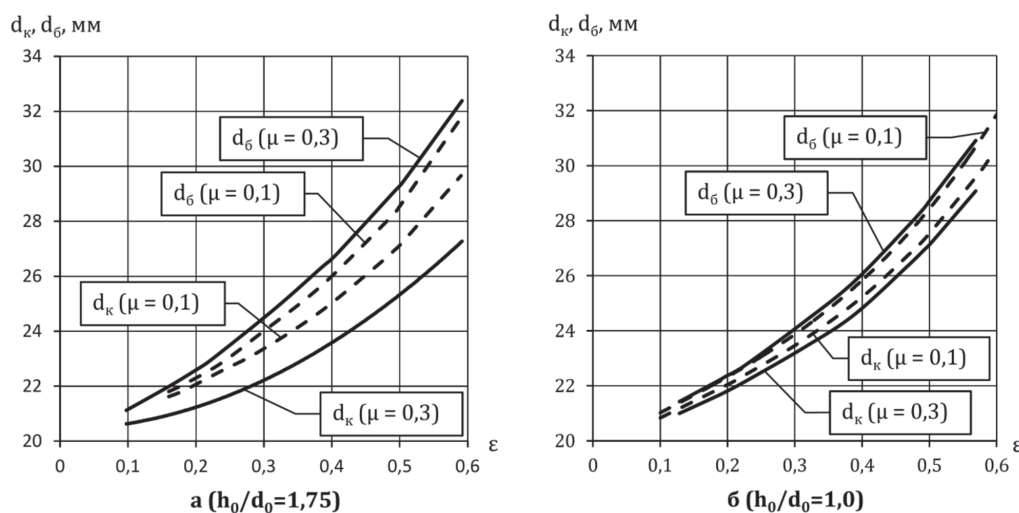 dк, dб, мм
34
32
30
28
26
24
22
20
0
0,1
0,2
0,3
0,4
0,5
0,6
ε
dб (μ = 0,3)
dб (μ = 0,1)
dк (μ = 0,1)
dк (μ = 0,3)
а (h₀/d₀=1,75)
dк, dб, мм
34
32
30
28
26
24
22
20
0
0,1
0,2
0,3
0,4
0,5
0,6
ε
dб (μ = 0,1)
dб (μ = 0,3)
dк (μ = 0,1)
dк (μ = 0,3)
б (h₀/d₀=1,0)